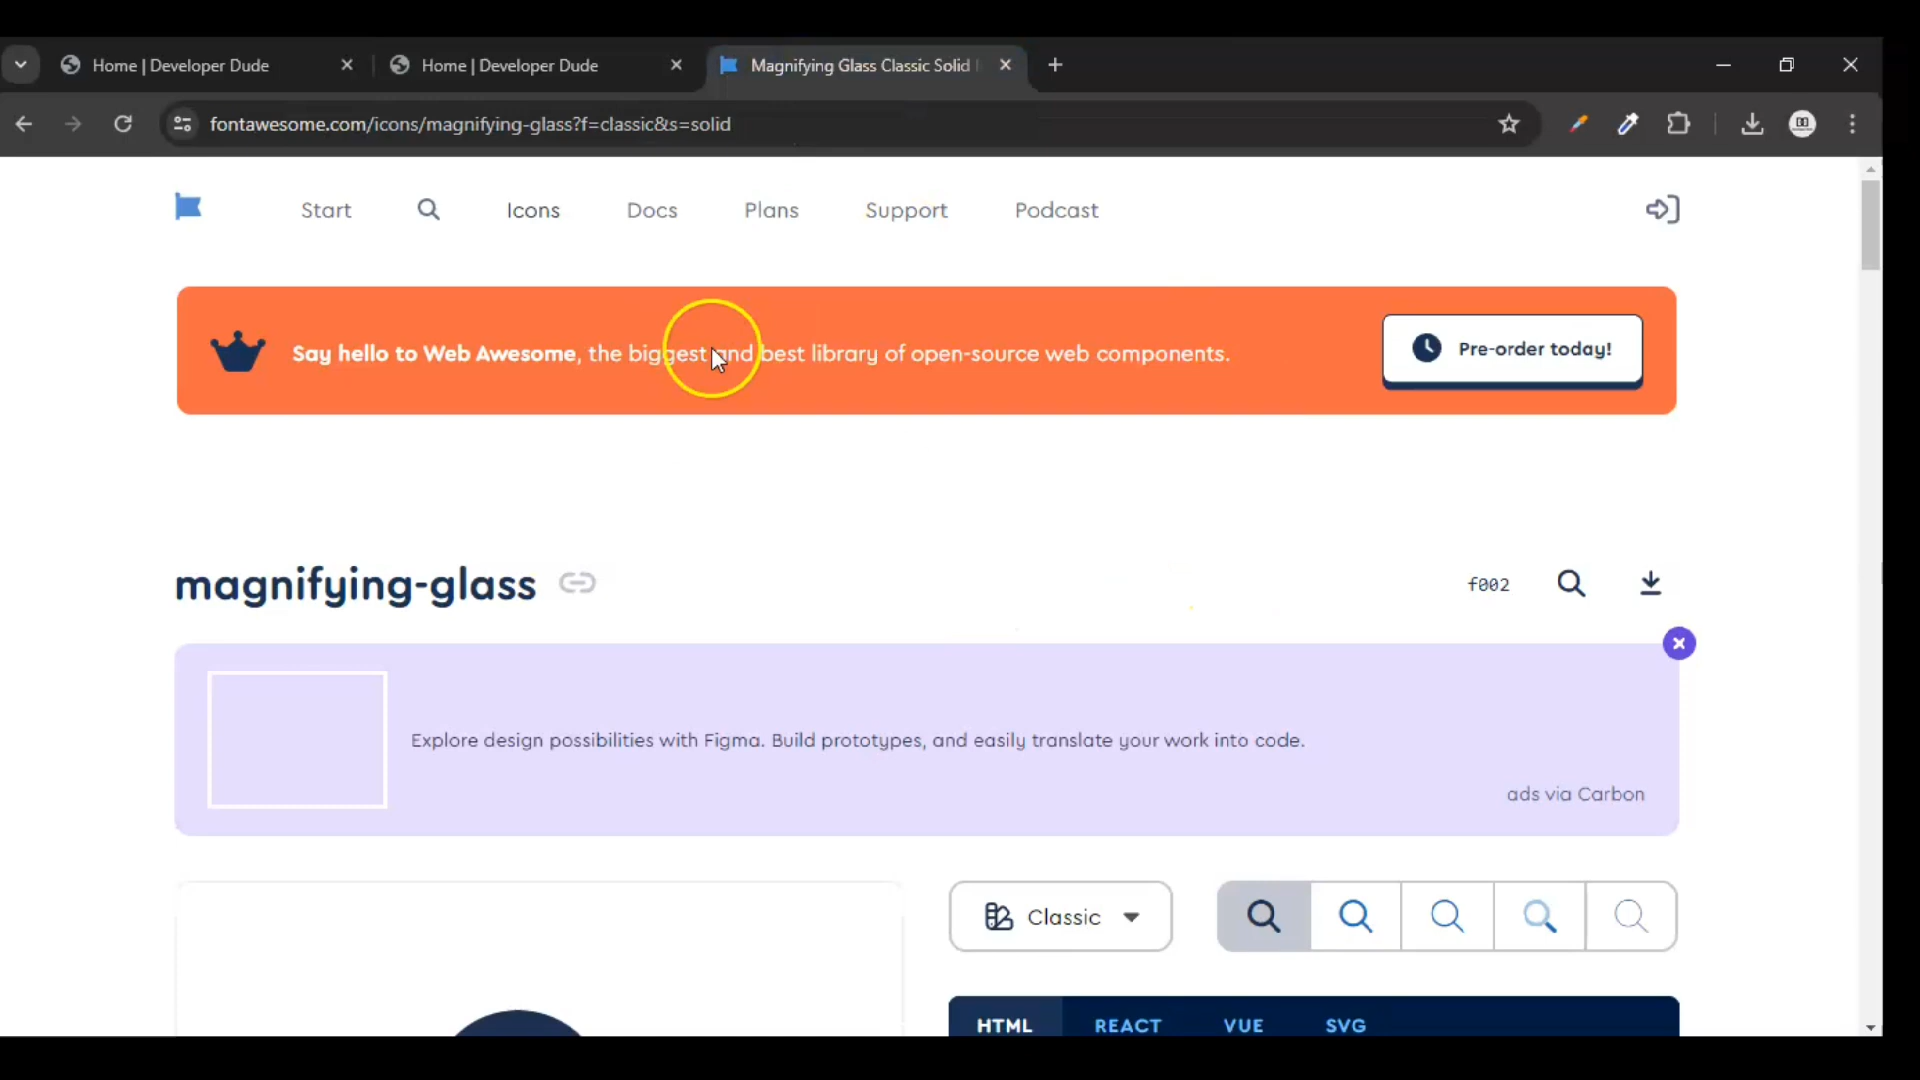 Home | Developer Dude
Home | Developer Dude
Magnifying Glass Classic Solid
fontawesome.com/icons/magnifying-glass?f=classic&s=solid
Start
Icons
Docs
Plans
Support
Podcast
Say hello to Web Awesome, the biggest and best library of open-source web components.
Pre-order today!
magnifying-glass
f002
Explore design possibilities with Figma. Build prototypes, and easily translate your work into code.
ads via Carbon
Classic
HTML
REACT
VUE
SVG